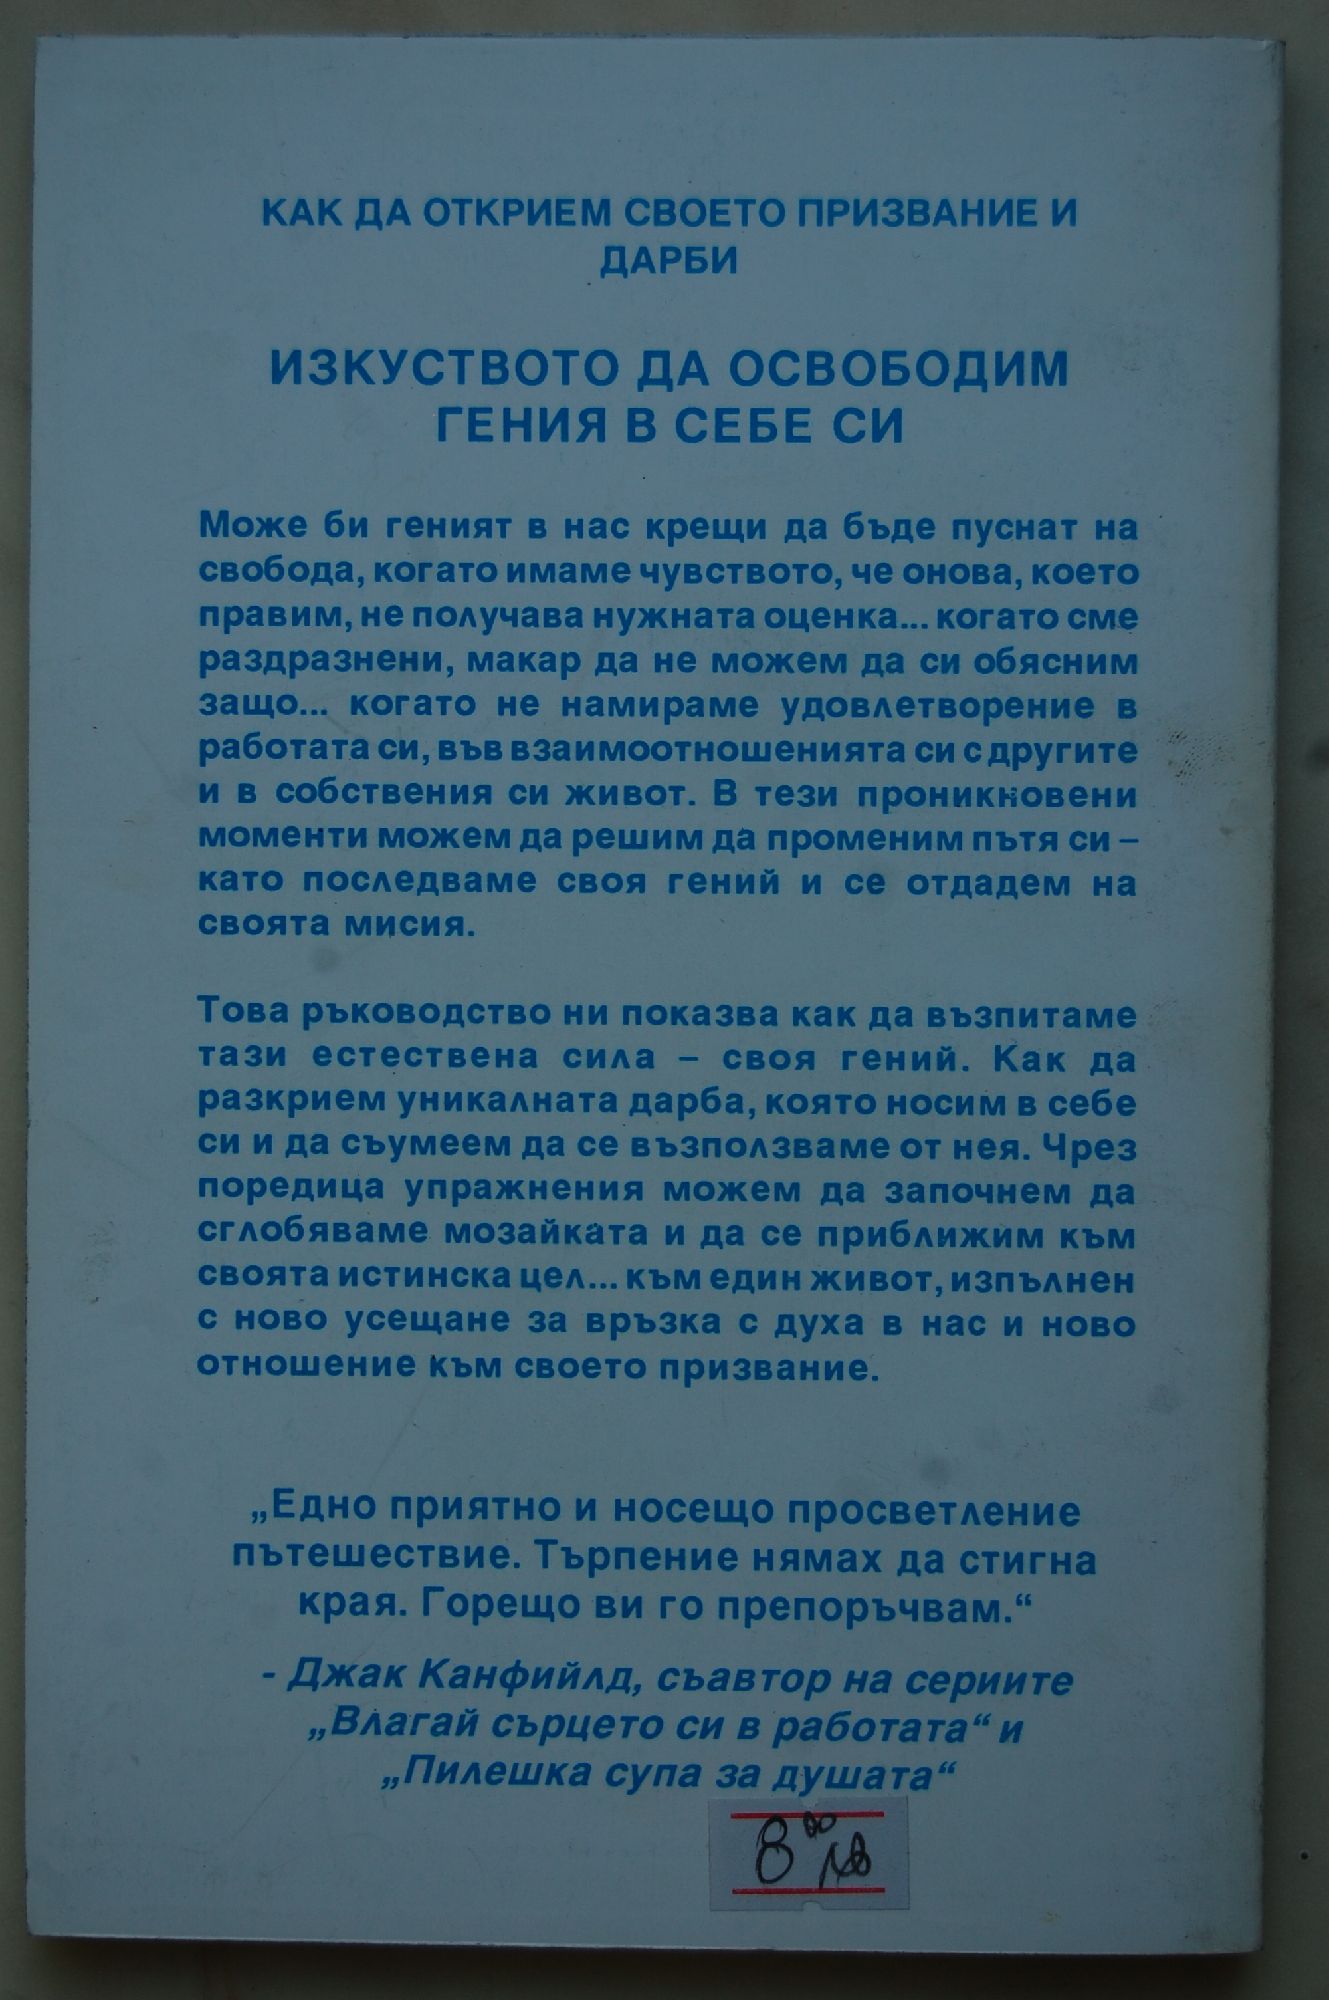 КАК ДА ОТКРИЕМ СВОЕТО ПРИЗВАНИЕ И
ДАРБИ
ИЗКУСТВОТО ДА ОСВОБОДИМ
ГЕНИЯ В СЕБЕ СИ
Може би геният в нас крещи да бъде пуснат на
свобода, когато имаме чувството, че онова, което
правим, не получава нужната оценка... когато сме
раздразнени, макар да не можем да си обясним
защо... когато не намираме удовлетворение в
работата си, във взаимоотношенията си с другите
и в собствения си живот. В тези проникновени
моменти можем да решим да променим пътя си –
като последваме своя гений и се отдадем на
своята мисия.
Това ръководство ни показва как да възпитаме
тази естествена сила – своя гений. Как да
разкрием уникалната дарба, която носим в себе
си и да съумеем да се възползваме от нея. Чрез
поредица упражнения можем да започнем да
сглобяваме мозайката и да се приближим към
своята истинска цел... към един живот, изпълнен
с ново усещане за връзка с духа в нас и ново
отношение към своето призвание.
„Едно приятно и носещо просветление
пътешествие. Търпение нямах да стигна
края. Горещо ви го препоръчвам.“
- Джак Канфийлд, съавтор на сериите
„Влагай сърцето си в работата“ и
„Пилешка супа за душата“
8⁰⁰ лв